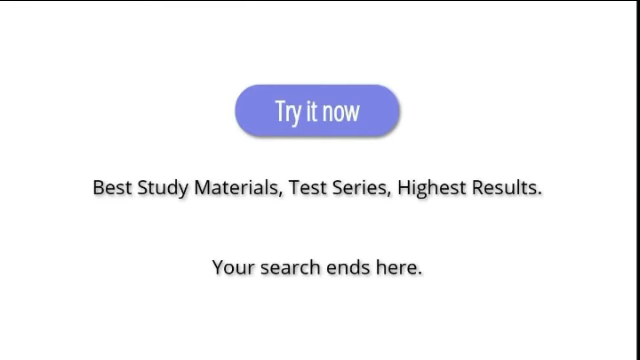 Try it now
Best Study Materials, Test Series, Highest Results.
Your search ends here.